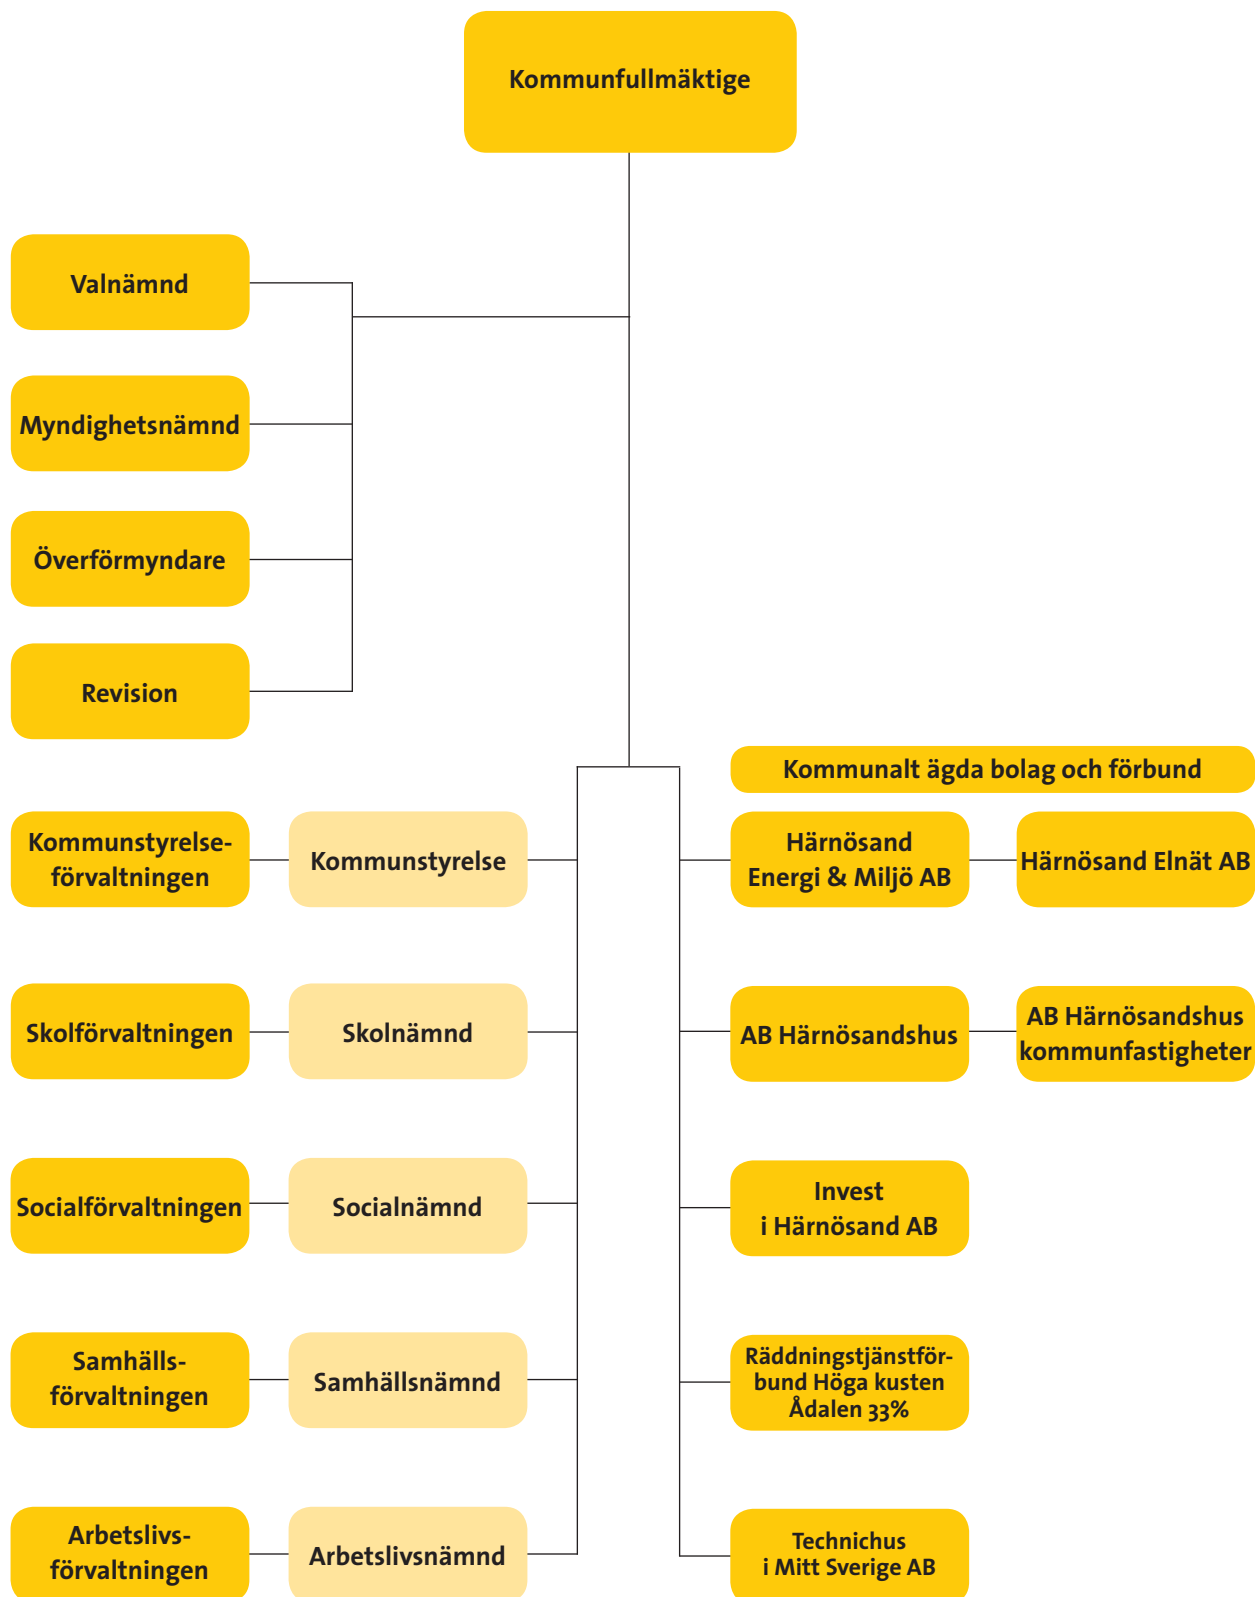 Kommunfullmäktige
Valnämnd
Myndighetsnämnd
Överförmyndare
Revision
Kommunalt ägda bolag och förbund
Kommunstyrelse-
förvaltningen
Kommunstyrelse
Härnösand
Energi & Miljö AB
Härnösand Elnät AB
Skolförvaltningen
Skolnämnd
AB Härnösandshus
AB Härnösandshus
kommunfastigheter
Socialförvaltningen
Socialnämnd
Invest
i Härnösand AB
Samhälls-
förvaltningen
Samhällsnämnd
Räddningstjänstför-
bund Höga kusten
Ådalen 33%
Arbetslivs-
förvaltningen
Arbetslivsnämnd
Technichus
i Mitt Sverige AB